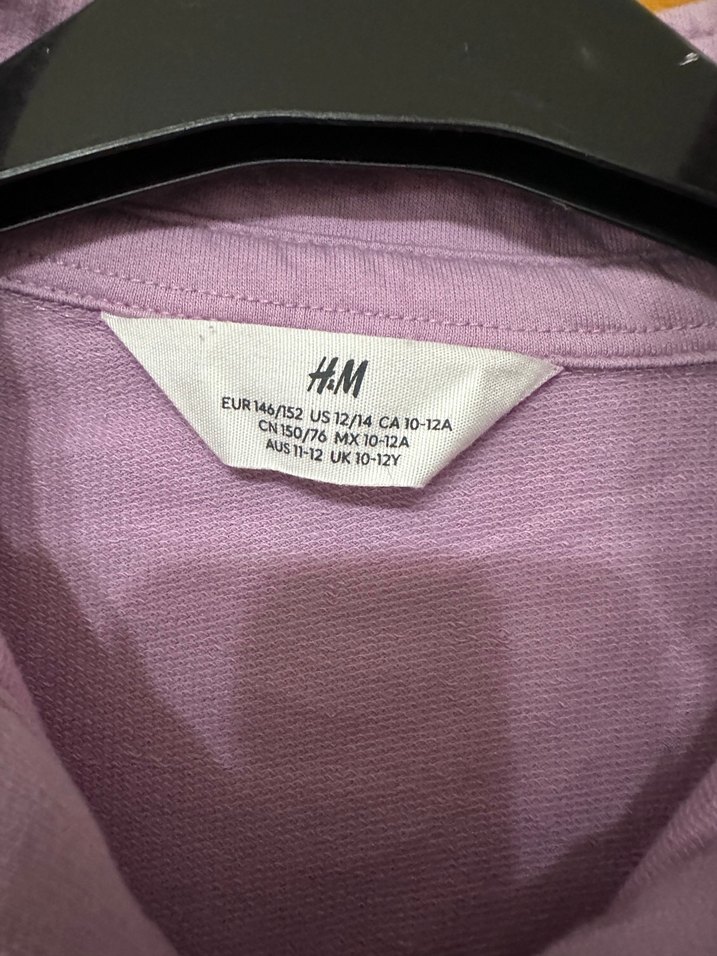 H&M
EUR 146/152 US 12/14 CA 10-12A
CN 150/76 MX 10-12A
AUS 11-12 UK 10-12Y